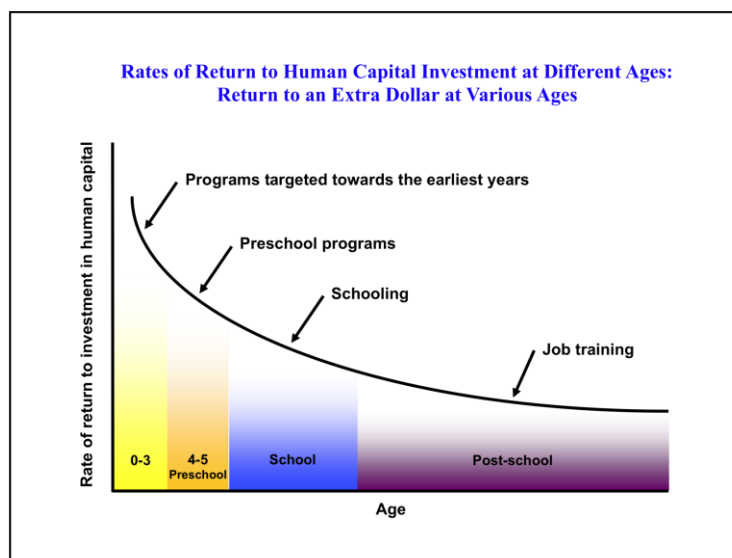 Rates of Return to Human Capital Investment at Different Ages:
Return to an Extra Dollar at Various Ages
Rate of return to investment in human capital
Programs targeted towards the earliest years
Preschool programs
Schooling
Job training
0-3
4-5
Preschool
School
Post-school
Age